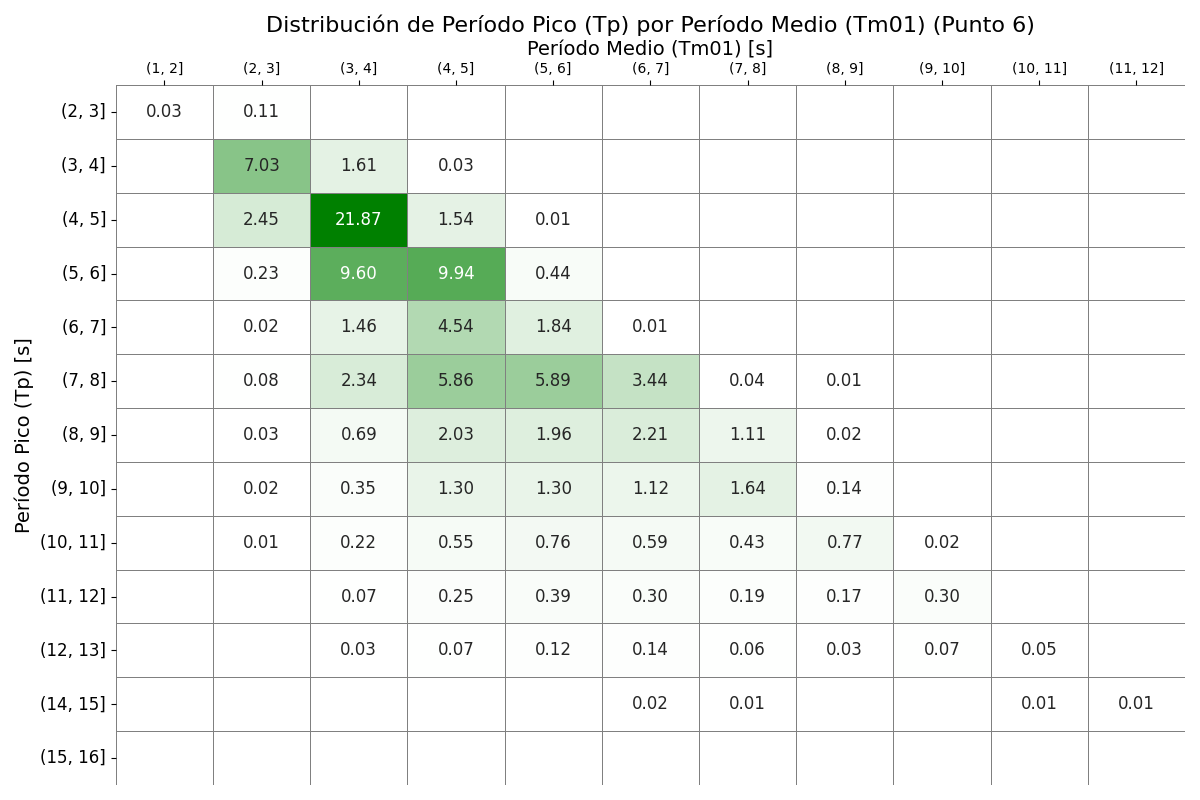 Distribución de Período Pico (Tp) por Período Medio (Tm01) (Punto 6)
Período Medio (Tm01) [s]
(1, 2] (2, 3] (3, 4] (4, 5] (5, 6] (6, 7] (7, 8] (8, 9] (9, 10] (10, 11] (11, 12]
Período Pico (Tp) [s]
(2, 3] 0.03 0.11
(3, 4] 7.03 1.61 0.03
(4, 5] 2.45 21.87 1.54 0.01
(5, 6] 0.23 9.60 9.94 0.44
(6, 7] 0.02 1.46 4.54 1.84 0.01
(7, 8] 0.08 2.34 5.86 5.89 3.44 0.04 0.01
(8, 9] 0.03 0.69 2.03 1.96 2.21 1.11 0.02
(9, 10] 0.02 0.35 1.30 1.30 1.12 1.64 0.14
(10, 11] 0.01 0.22 0.55 0.76 0.59 0.43 0.77 0.02
(11, 12] 0.07 0.25 0.39 0.30 0.19 0.17 0.30
(12, 13] 0.03 0.07 0.12 0.14 0.06 0.03 0.07 0.05
(14, 15] 0.02 0.01 0.01 0.01
(15, 16]